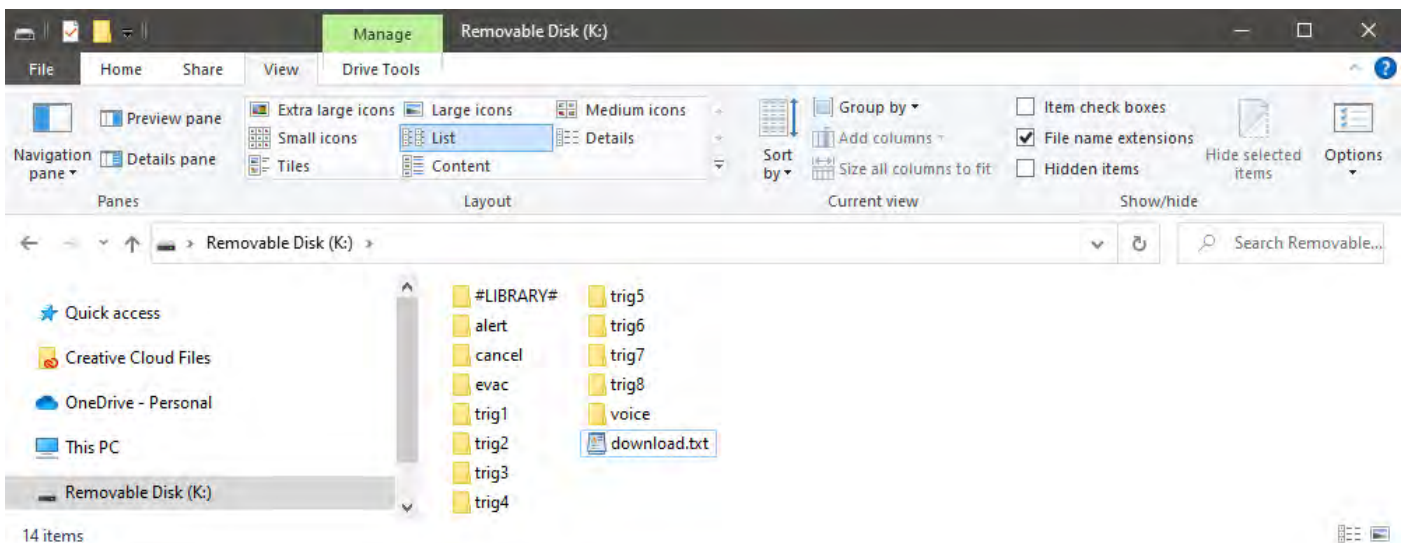 Manage
Removable Disk (K:)
File
Home
Share
View
Drive Tools
Navigation pane
Preview pane
Details pane
Panes
Extra large icons
Large icons
Medium icons
Small icons
List
Details
Tiles
Content
Layout
Sort by
Group by
Add columns
Size all columns to fit
Current view
Item check boxes
File name extensions
Hidden items
Hide selected items
Show/hide
Options
Removable Disk (K:)
Search Removable...
Quick access
Creative Cloud Files
OneDrive - Personal
This PC
Removable Disk (K:)
#LIBRARY#
alert
cancel
evac
trig1
trig2
trig3
trig4
trig5
trig6
trig7
trig8
voice
download.txt
14 items